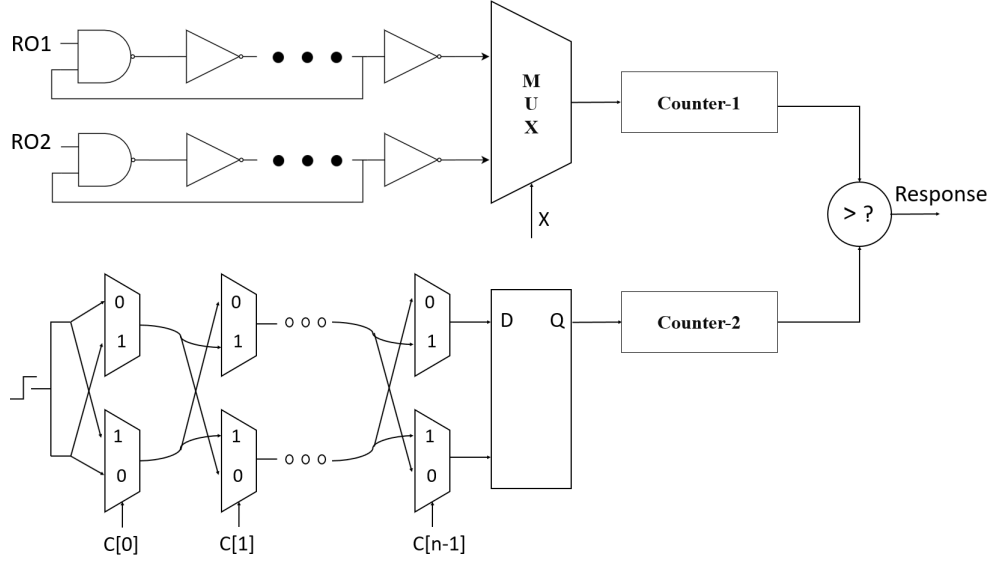 RO1
RO2
M
U
X
X
Counter-1
> ?
Response
0
1
1
0
0
1
1
0
0
1
1
0
D Q
Counter-2
C[0]
C[1]
C[n-1]